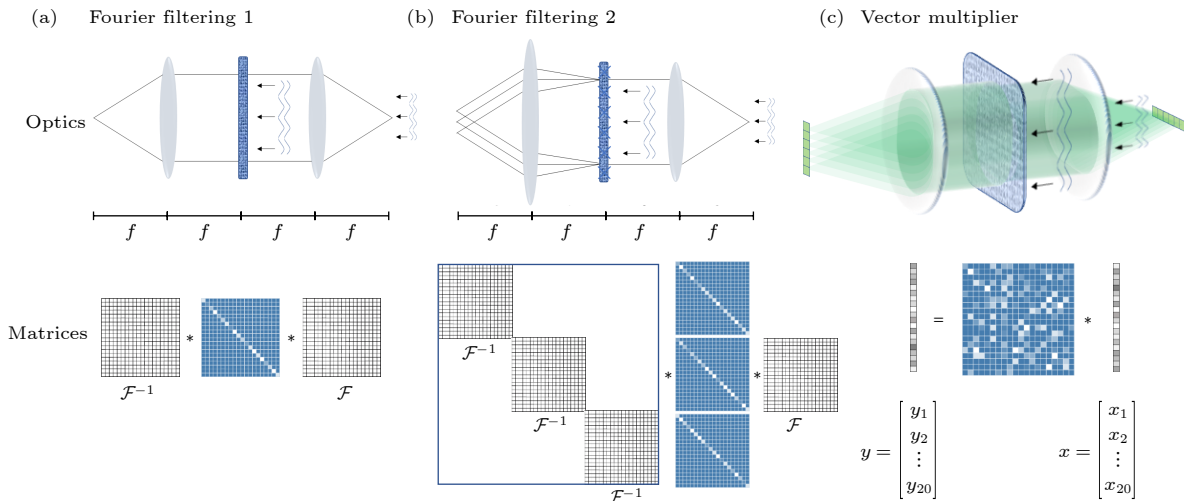 (a) Fourier filtering 1
(b) Fourier filtering 2
(c) Vector multiplier
Optics
f f f f
f f f f
Matrices
* *
ℱ⁻¹ ℱ
* *
ℱ⁻¹
ℱ⁻¹
ℱ⁻¹
ℱ
= *
y = [y₁ y₂ ⋮ y₂₀]
x = [x₁ x₂ ⋮ x₂₀]